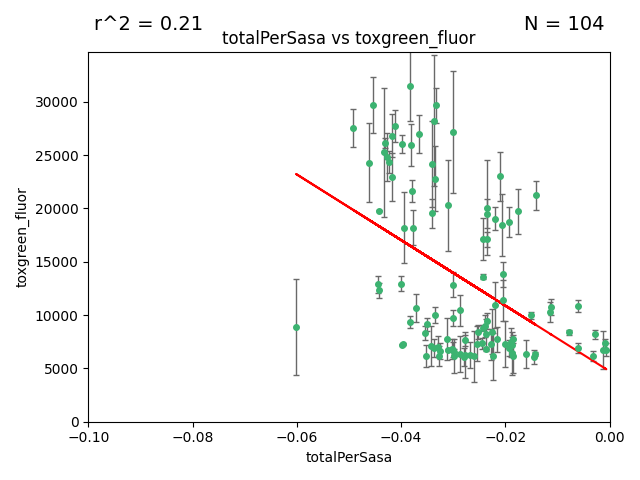 r^2 = 0.21
N = 104
totalPerSasa vs toxgreen_fluor
30000
25000
20000
15000
10000
5000
0
toxgreen_fluor
−0.10
−0.08
−0.06
−0.04
−0.02
0.00
totalPerSasa